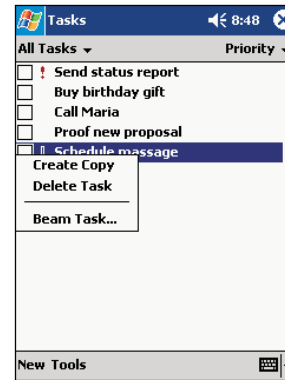 Tasks 8:48
All Tasks Priority
! Send status report
Buy birthday gift
Call Maria
Proof new proposal
Schedule massage
Create Copy
Delete Task
Beam Task...
New Tools